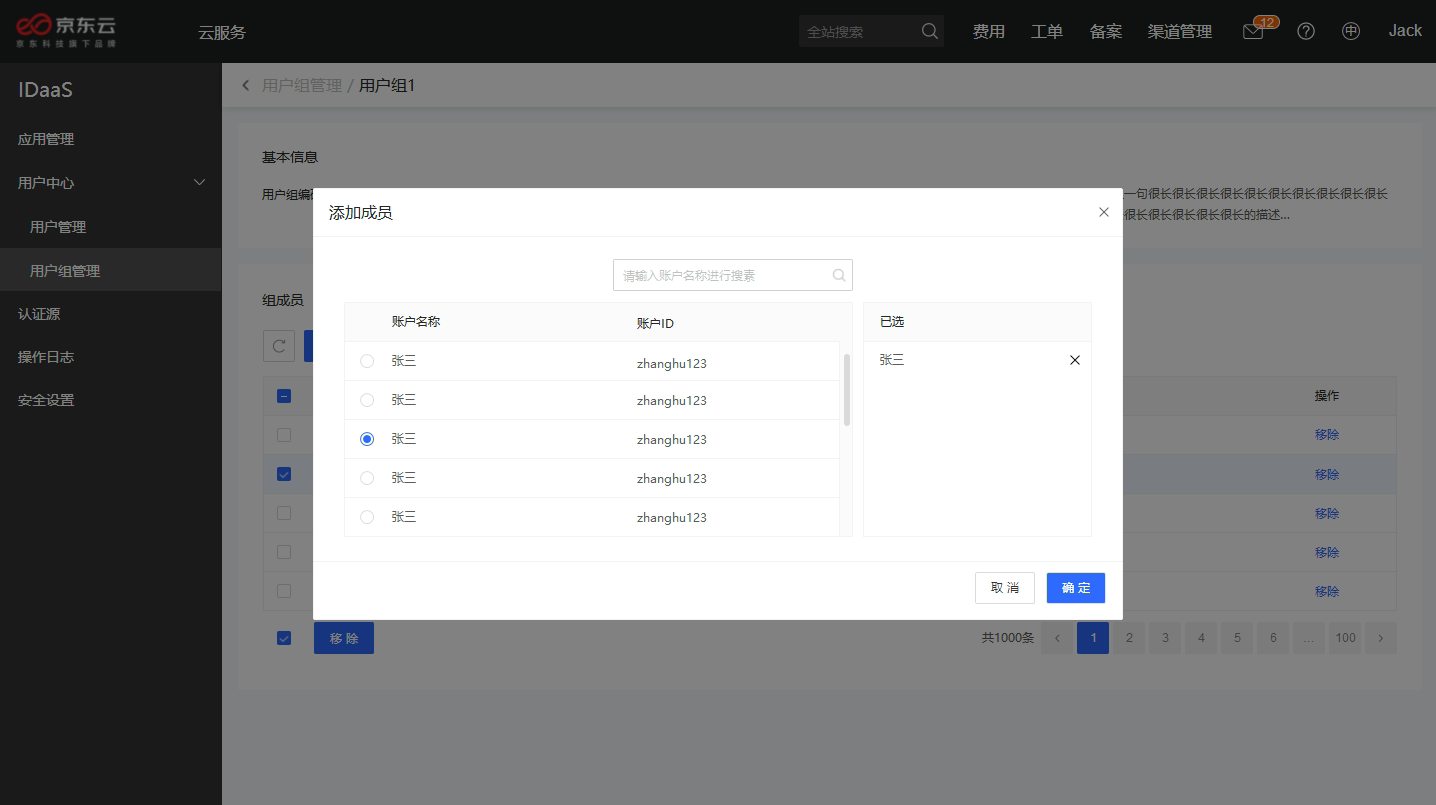 京东云
京东科技旗下品牌
云服务
全站搜索
费用
工单
备案
渠道管理
12
中
Jack
IDaaS
应用管理
用户中心
用户管理
用户组管理
认证源
操作日志
安全设置
用户组管理 / 用户组1
基本信息
用户组编
一句很长很长很长很长很长很长很长很长很长很长
很长很长很长很长很长的描述...
组成员
添加成员
请输入账户名称进行搜素
账户名称 账户ID
张三 zhanghu123
张三 zhanghu123
张三 zhanghu123
张三 zhanghu123
张三 zhanghu123
已选
张三
取 消
确 定
操作
移除
移除
移除
移除
移除
移 除
共1000条
1 2 3 4 5 6 ... 100